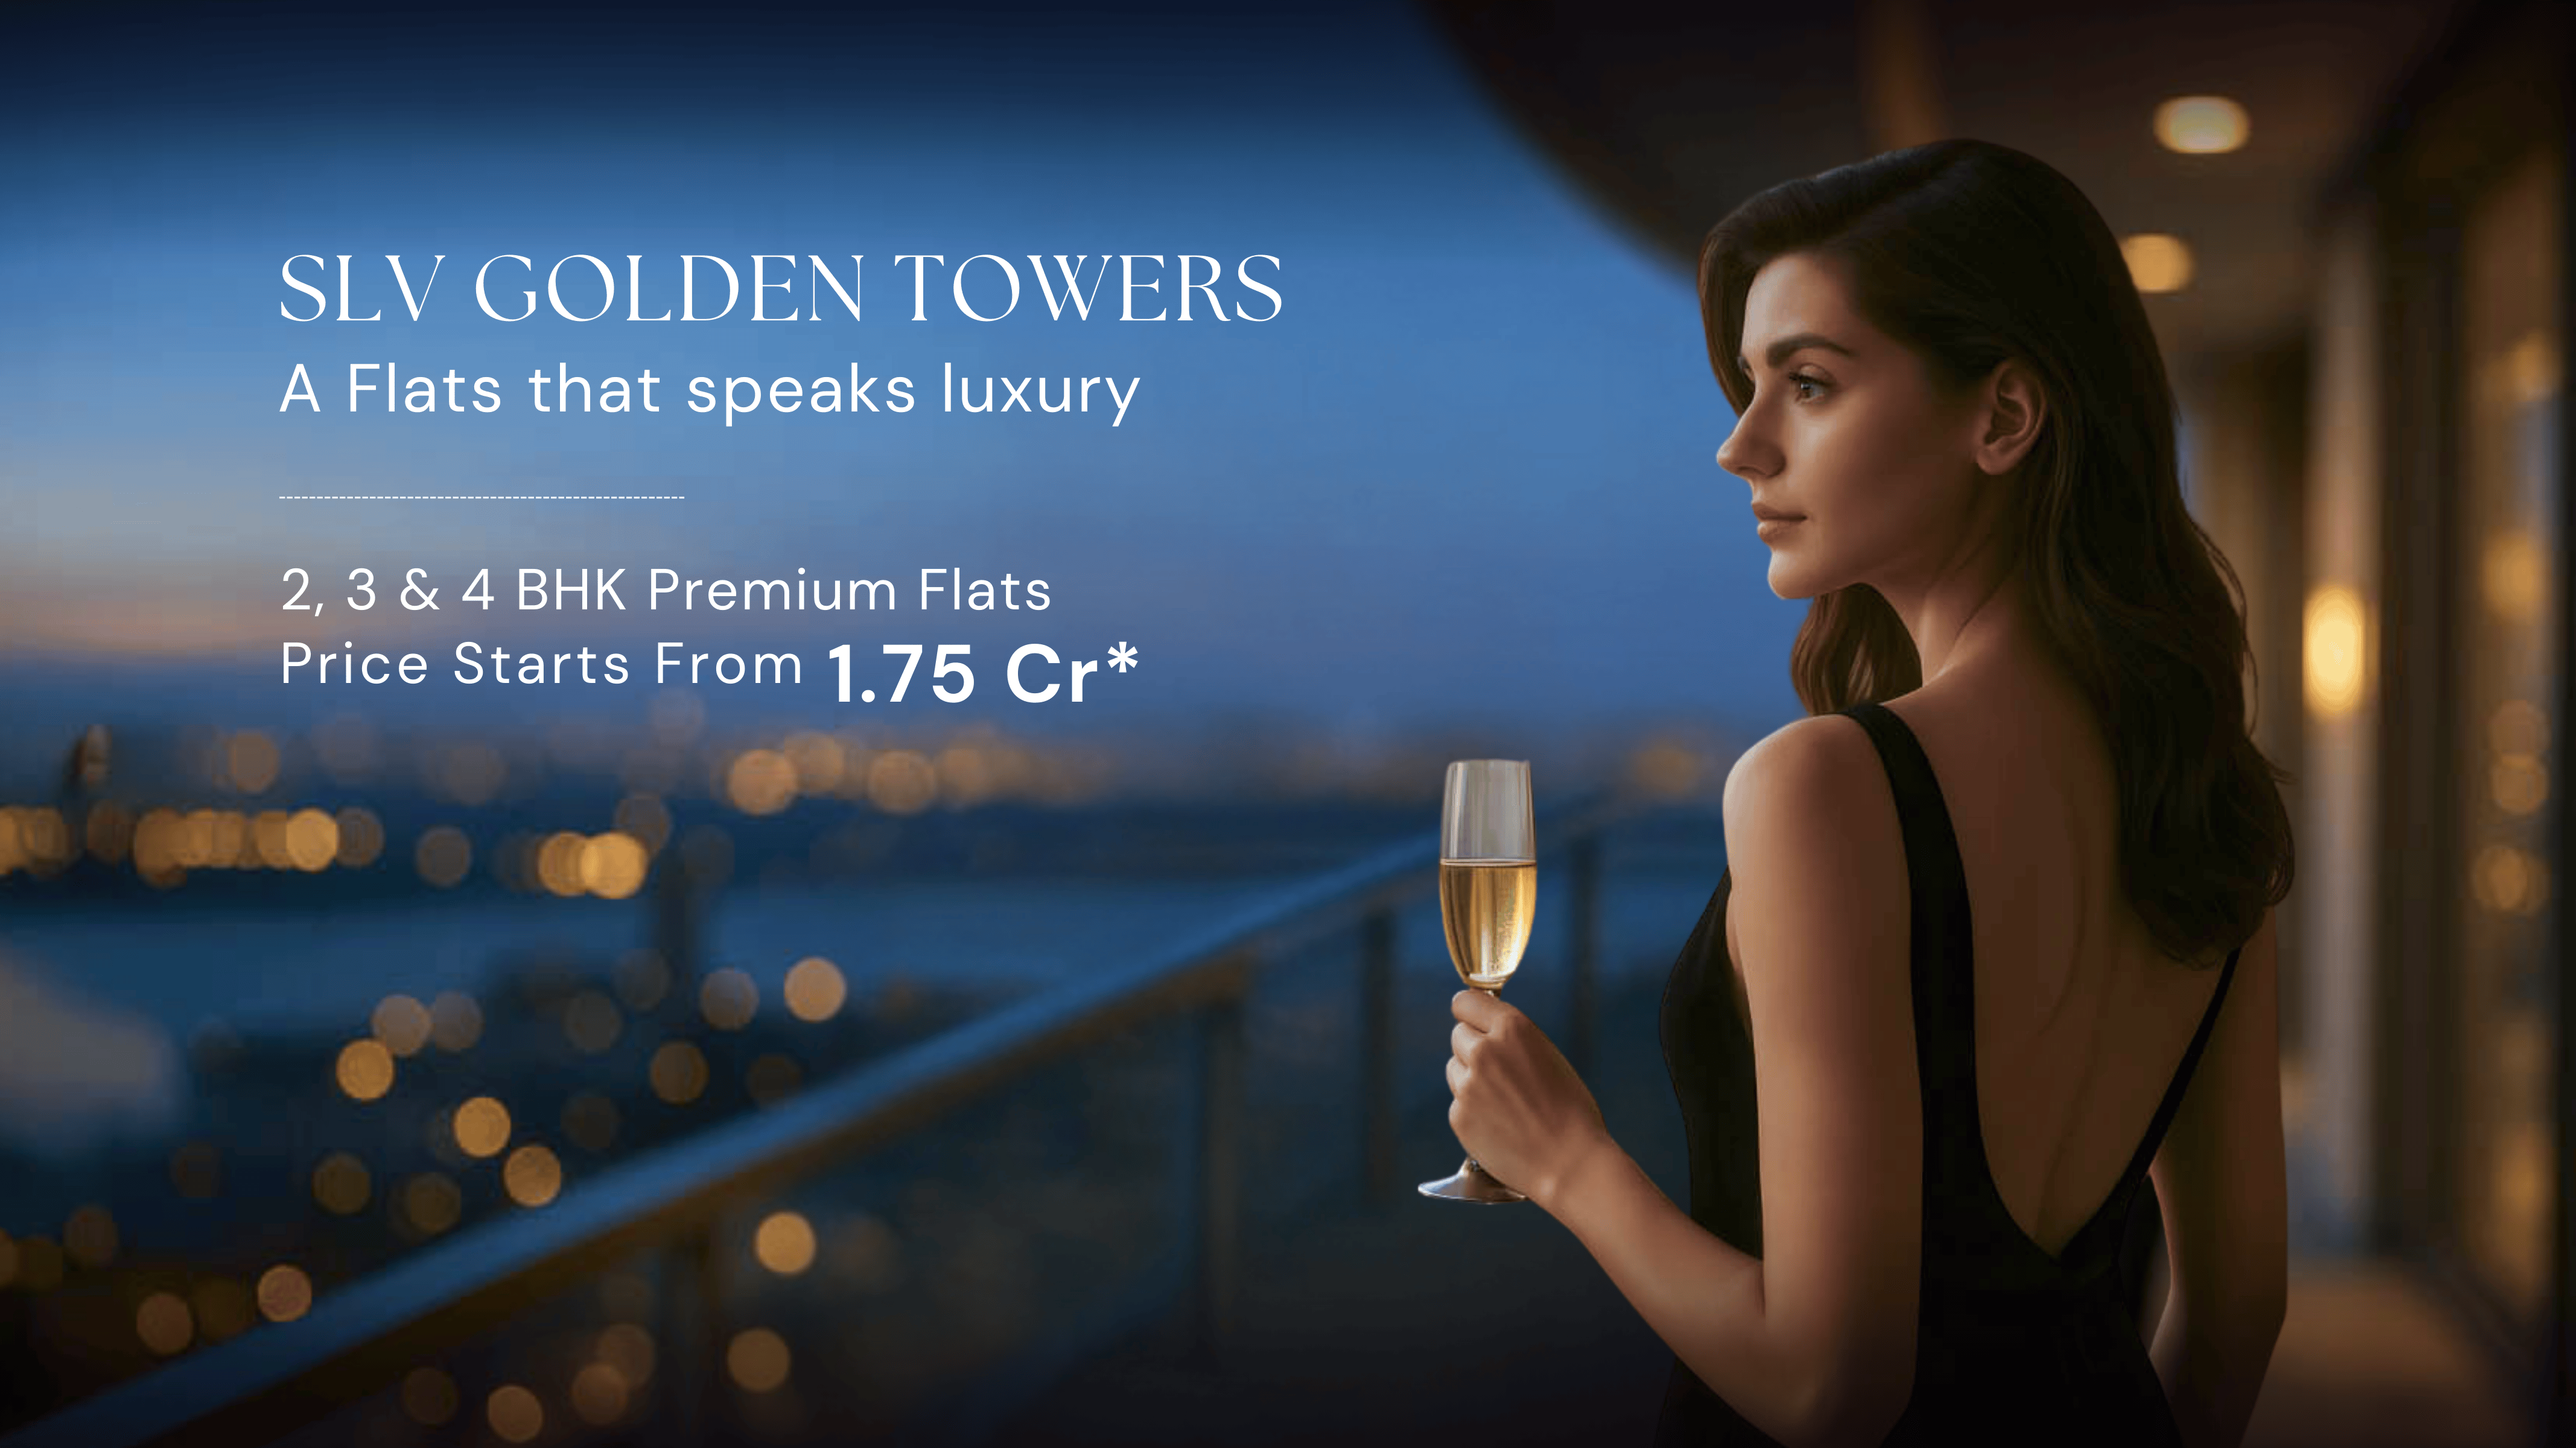 SLV GOLDEN TOWERS
A Flats that speaks luxury
2, 3 & 4 BHK Premium Flats
Price Starts From 1.75 Cr*